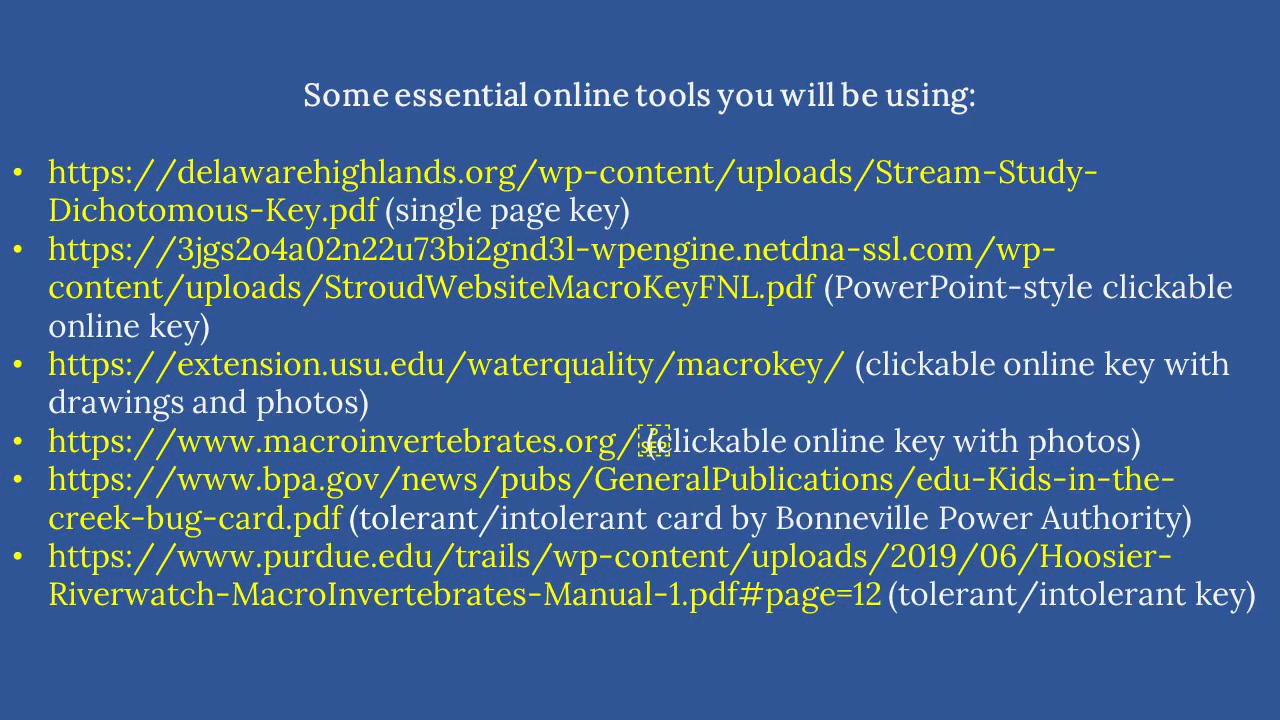 Some essential online tools you will be using:
• https://delawarehighlands.org/wp-content/uploads/Stream-Study-
Dichotomous-Key.pdf (single page key)
• https://3jgs2o4a02n22u73bi2gnd3l-wpengine.netdna-ssl.com/wp-
content/uploads/StroudWebsiteMacroKeyFNL.pdf (PowerPoint-style clickable
online key)
• https://extension.usu.edu/waterquality/macrokey/ (clickable online key with
drawings and photos)
• https://www.macroinvertebrates.org/ (clickable online key with photos)
• https://www.bpa.gov/news/pubs/GeneralPublications/edu-Kids-in-the-
creek-bug-card.pdf (tolerant/intolerant card by Bonneville Power Authority)
• https://www.purdue.edu/trails/wp-content/uploads/2019/06/Hoosier-
Riverwatch-MacroInvertebrates-Manual-1.pdf#page=12 (tolerant/intolerant key)